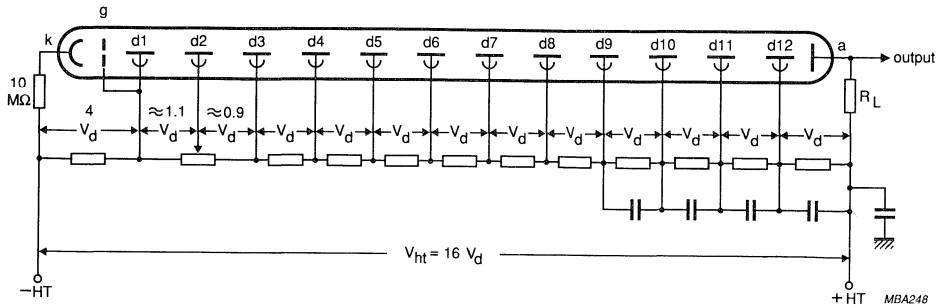 g
k d1 d2 d3 d4 d5 d6 d7 d8 d9 d10 d11 d12 a
output
10 MΩ
R_L
4 V_d ≈1.1 V_d ≈0.9 V_d V_d V_d V_d V_d V_d V_d V_d V_d V_d V_d
V_ht = 16 V_d
−HT
+HT
MBA248